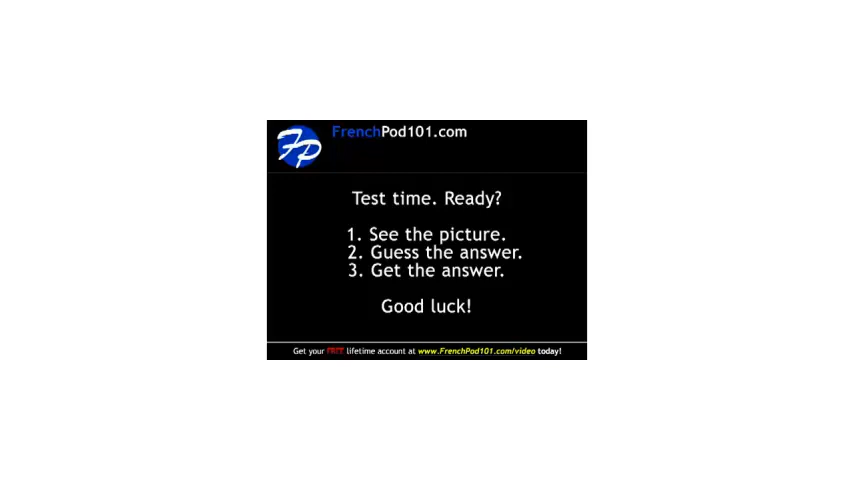 FP
FrenchPod101.com
Test time. Ready?
1. See the picture.
2. Guess the answer.
3. Get the answer.
Good luck!
Get your FREE lifetime account at www.FrenchPod101.com/video today!